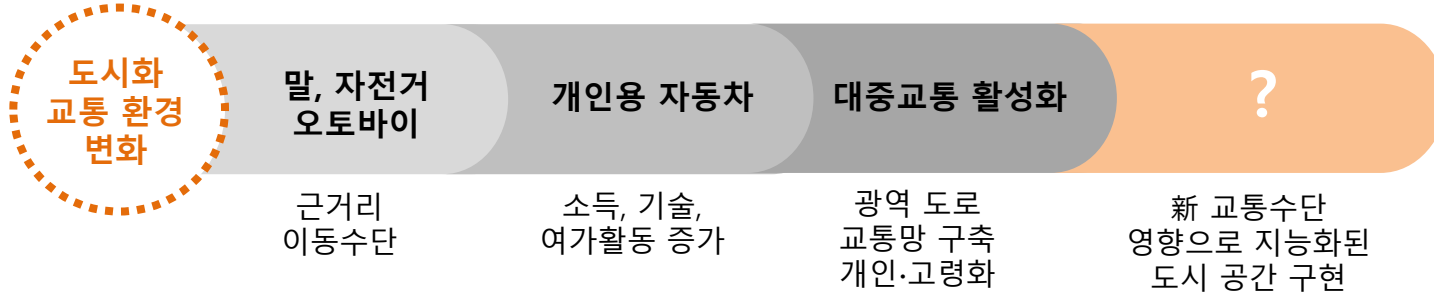 도시화
교통 환경
변화
말, 자전거
오토바이
개인용 자동차
대중교통 활성화
?
근거리
이동수단
소득, 기술,
여가활동 증가
광역 도로
교통망 구축
개인·고령화
新 교통수단
영향으로 지능화된
도시 공간 구현